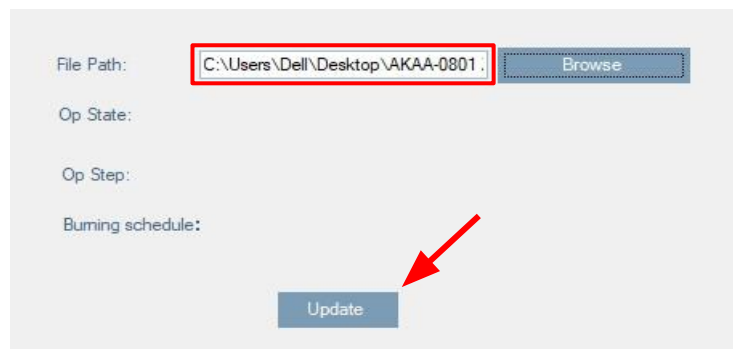 File Path: C:\Users\Dell\Desktop\AKAA-0801 Browse
Op State:
Op Step:
Burning schedule:
Update